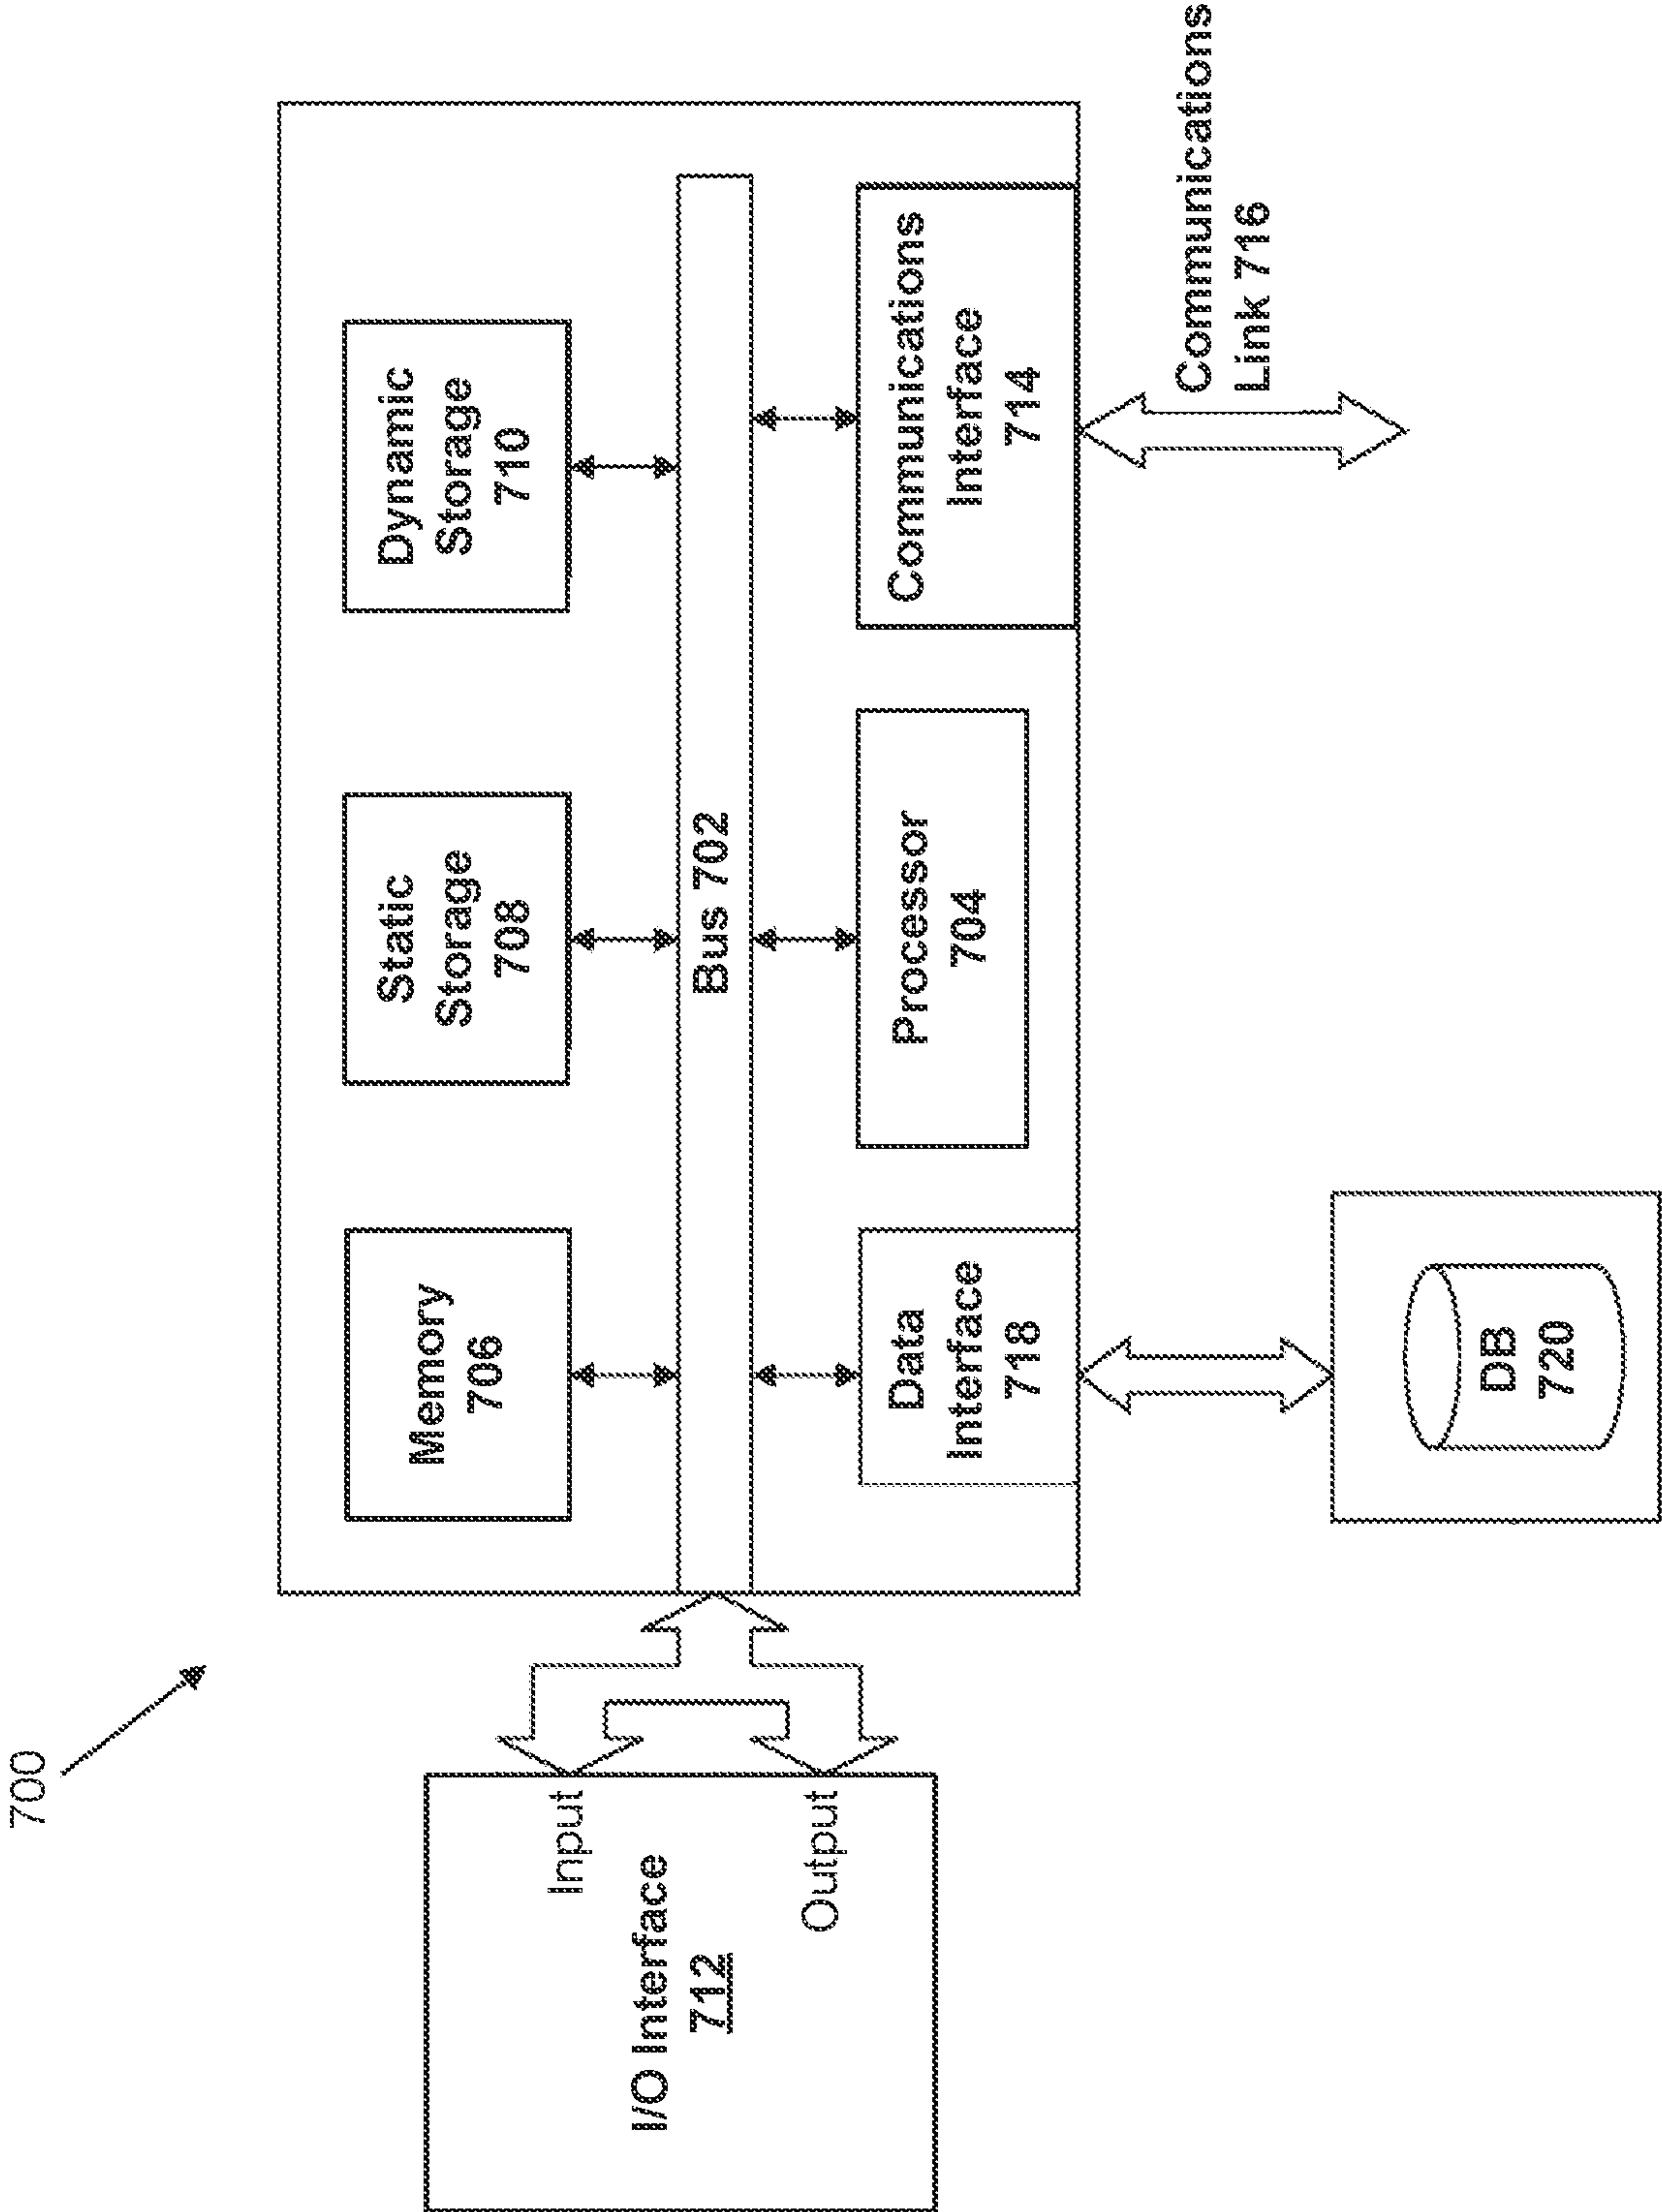 700
Memory
706
Static
Storage
708
Dynamic
Storage
710
I/O Interface
712
Input
Output
Bus 702
Data
Interface
718
Processor
704
Communications
Interface
714
DB
720
Communications
Link 716